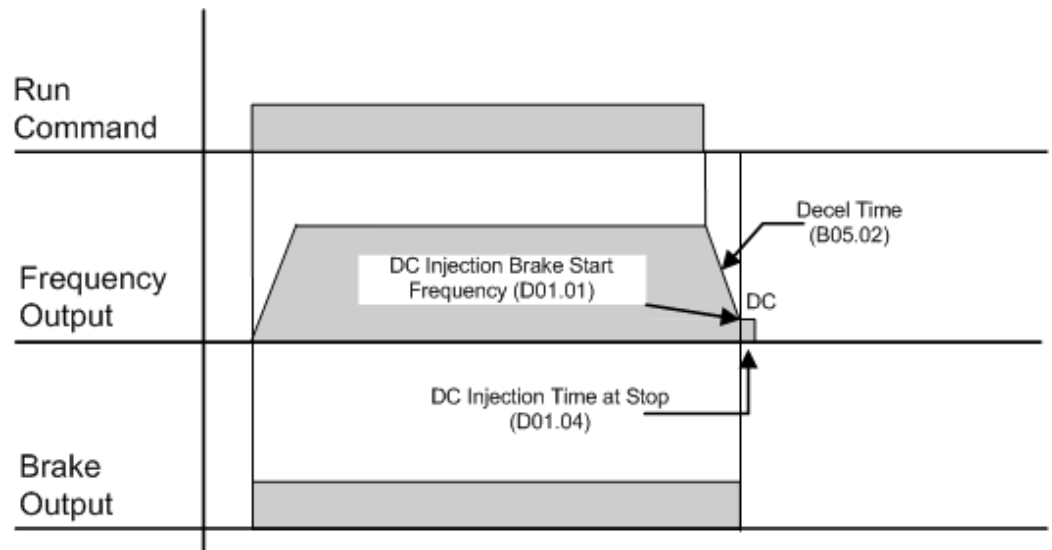 Run
Command
Decel Time
(B05.02)
Frequency
Output
DC Injection Brake Start
Frequency (D01.01)
DC
DC Injection Time at Stop
(D01.04)
Brake
Output